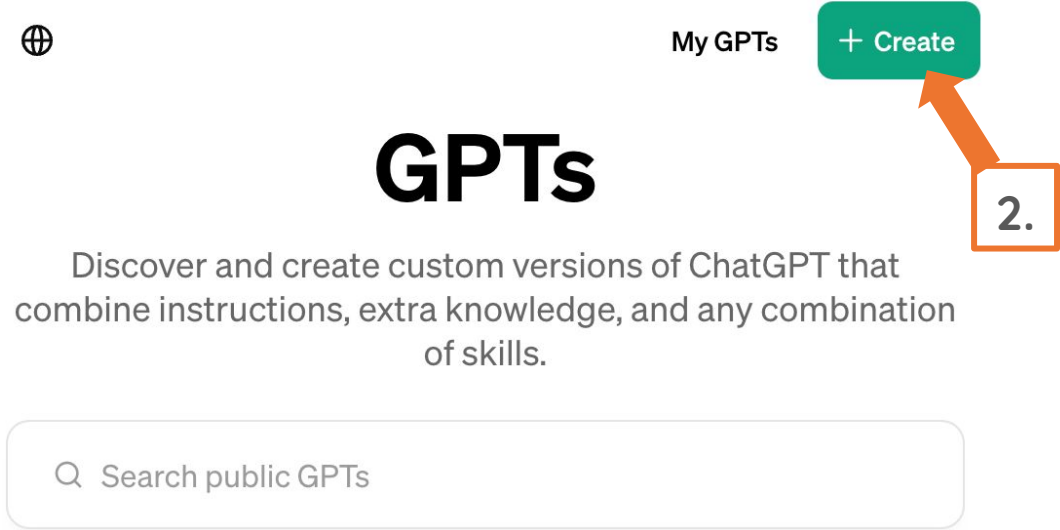 My GPTs
+ Create
GPTs
2.
Discover and create custom versions of ChatGPT that
combine instructions, extra knowledge, and any combination
of skills.
Search public GPTs